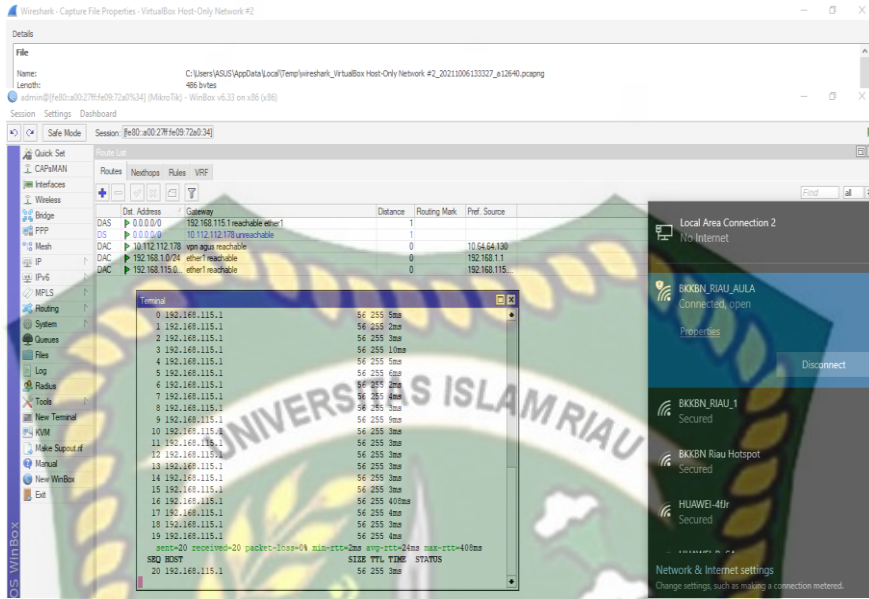 Wireshark - Capture File Properties - VirtualBox Host-Only Network #2
Details
File
Name: C:\Users\ASUS\AppData\Local\Temp\wireshark_VirtualBox Host-Only Network #2_20211006133327_a12640.pcapng
Length: 486 bytes
admin@[fe80::a00:27ff:fe09:72a0%34] (MikroTik) - WinBox v6.33 on x86 (x86)
Session Settings Dashboard
Safe Mode Session: [fe80::a00:27ff:fe09:72a0:34]
Quick Set
CAPsMAN
Interfaces
Wireless
Bridge
PPP
Mesh
IP
IPv6
MPLS
Routing
System
Queues
Files
Log
Radius
Tools
New Terminal
KVM
Make Supout.rif
Manual
New WinBox
Exit
OS WinBox
Route List
Routes Nexthops Rules VRF
Find all
Dst. Address Gateway Distance Routing Mark Pref. Source
DAS 0.0.0.0/0 192.168.115.1 reachable ether1 1
DS 0.0.0.0/0 10.112.112.178 unreachable 1
DAC 10.112.112.178 vpn agus reachable 0 10.64.64.130
DAC 192.168.1.0/24 ether1 reachable 0 192.168.1.1
DAC 192.168.115.0... ether1 reachable 0 192.168.115....
Terminal
0 192.168.115.1 56 255 5ms
1 192.168.115.1 56 255 2ms
2 192.168.115.1 56 255 3ms
3 192.168.115.1 56 255 10ms
4 192.168.115.1 56 255 5ms
5 192.168.115.1 56 255 6ms
6 192.168.115.1 56 255 2ms
7 192.168.115.1 56 255 4ms
8 192.168.115.1 56 255 3ms
9 192.168.115.1 56 255 9ms
10 192.168.115.1 56 255 3ms
11 192.168.115.1 56 255 3ms
12 192.168.115.1 56 255 3ms
13 192.168.115.1 56 255 3ms
14 192.168.115.1 56 255 3ms
15 192.168.115.1 56 255 3ms
16 192.168.115.1 56 255 408ms
17 192.168.115.1 56 255 4ms
18 192.168.115.1 56 255 3ms
19 192.168.115.1 56 255 4ms
sent=20 received=20 packet-loss=0% min-rtt=2ms avg-rtt=24ms max-rtt=408ms
SEQ HOST SIZE TTL TIME STATUS
20 192.168.115.1 56 255 3ms
UNIVERSITAS ISLAM RIAU
Local Area Connection 2
No Internet
BKKBN_RIAU_AULA
Connected, open
Properties
Disconnect
BKKBN_RIAU_1
Secured
BKKBN Riau Hotspot
Secured
HUAWEI-4fJr
Secured
Network & Internet settings
Change settings, such as making a connection metered.